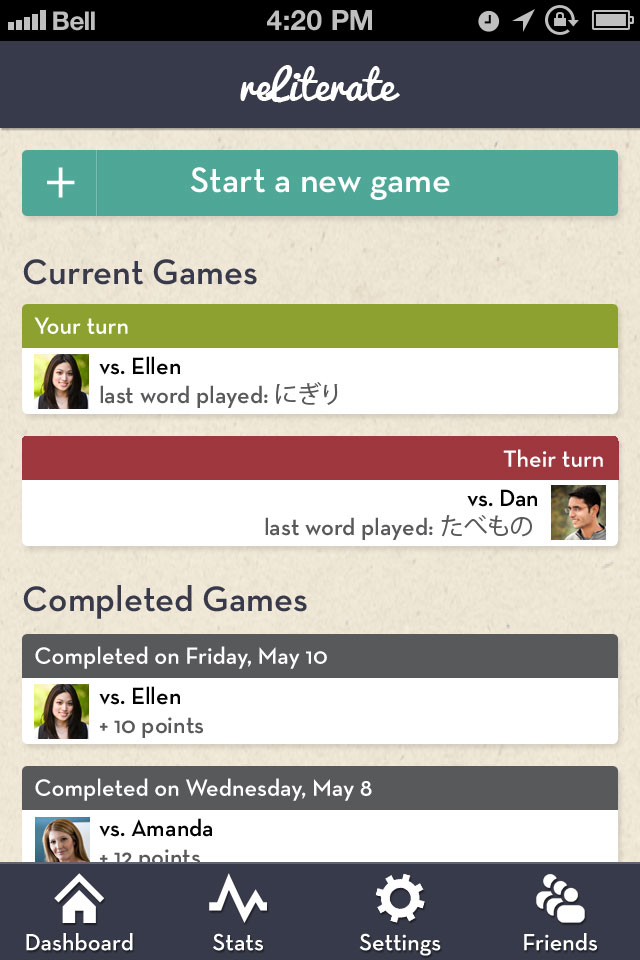 Bell 4:20 PM
reLiterate
Start a new game
Current Games
Your turn
vs. Ellen
last word played: にぎり
Their turn
vs. Dan
last word played: たべもの
Completed Games
Completed on Friday, May 10
vs. Ellen
+ 10 points
Completed on Wednesday, May 8
vs. Amanda
+ 12 points
Dashboard Stats Settings Friends